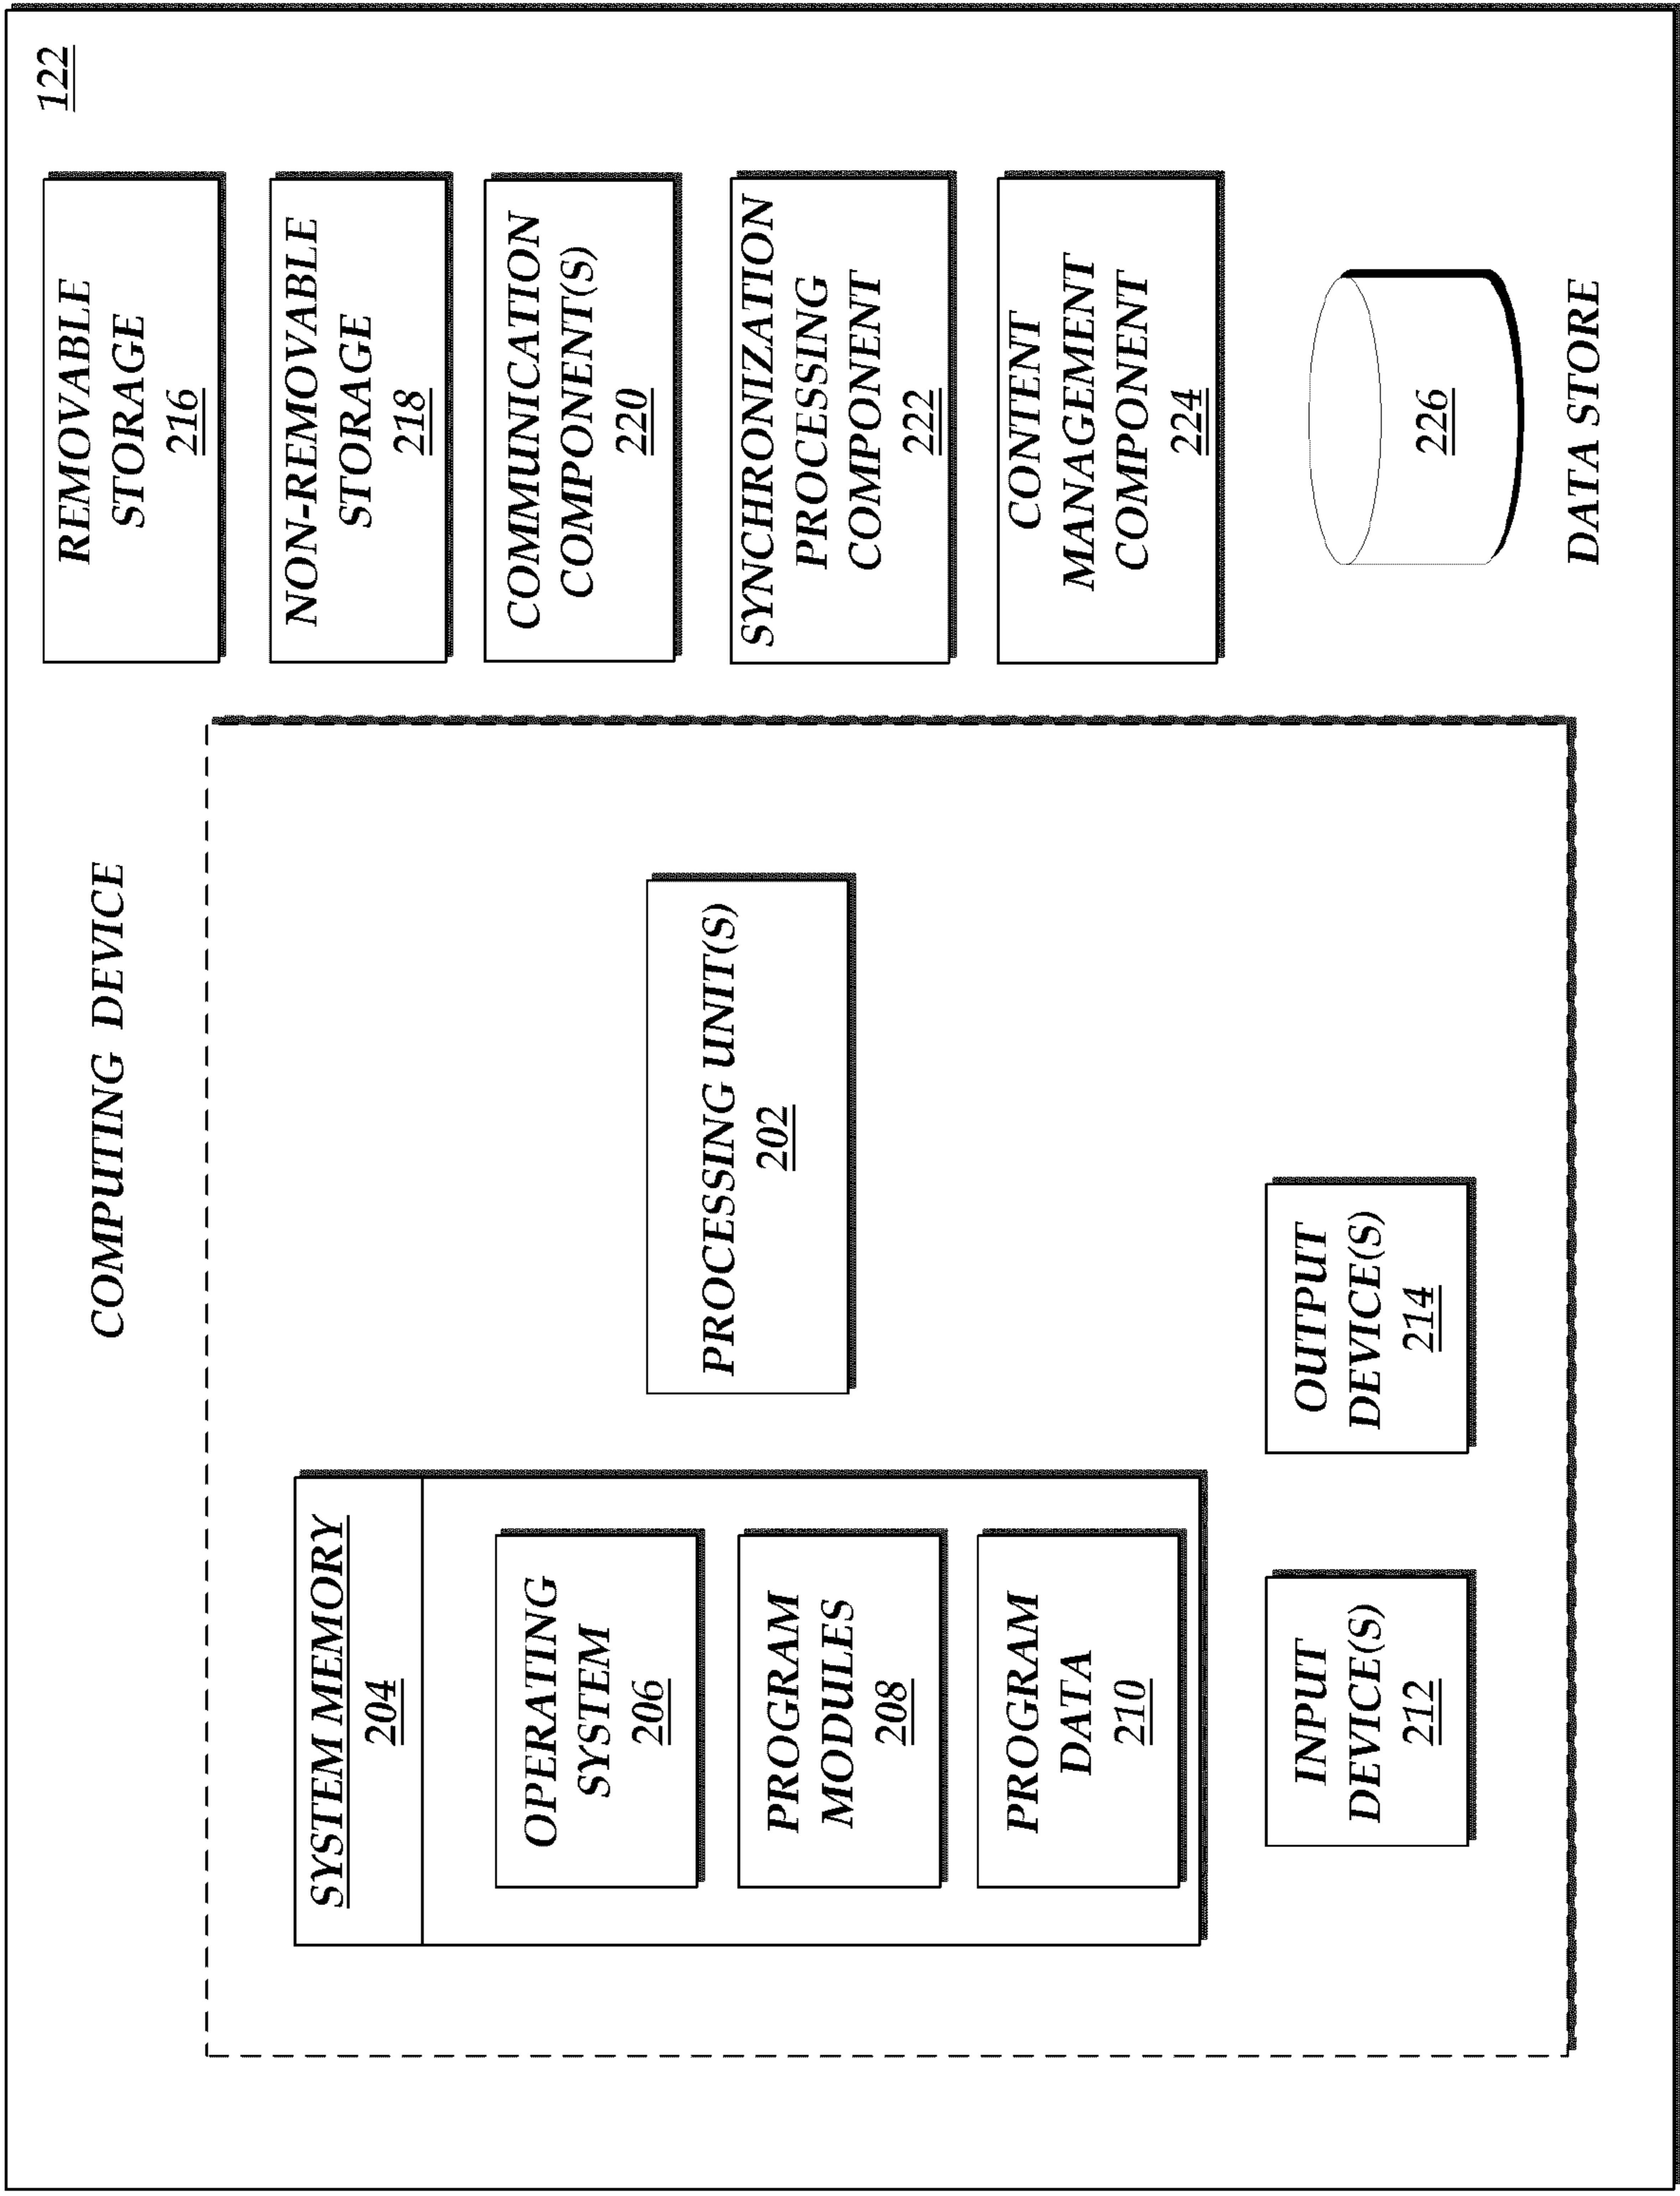 122
COMPUTING DEVICE
SYSTEM MEMORY
204
OPERATING
SYSTEM
206
PROGRAM
MODULES
208
PROGRAM
DATA
210
PROCESSING UNIT(S)
202
INPUT
DEVICE(S)
212
OUTPUT
DEVICE(S)
214
REMOVABLE
STORAGE
216
NON-REMOVABLE
STORAGE
218
COMMUNICATION
COMPONENT(S)
220
SYNCHRONIZATION
PROCESSING
COMPONENT
222
CONTENT
MANAGEMENT
COMPONENT
224
226
DATA STORE